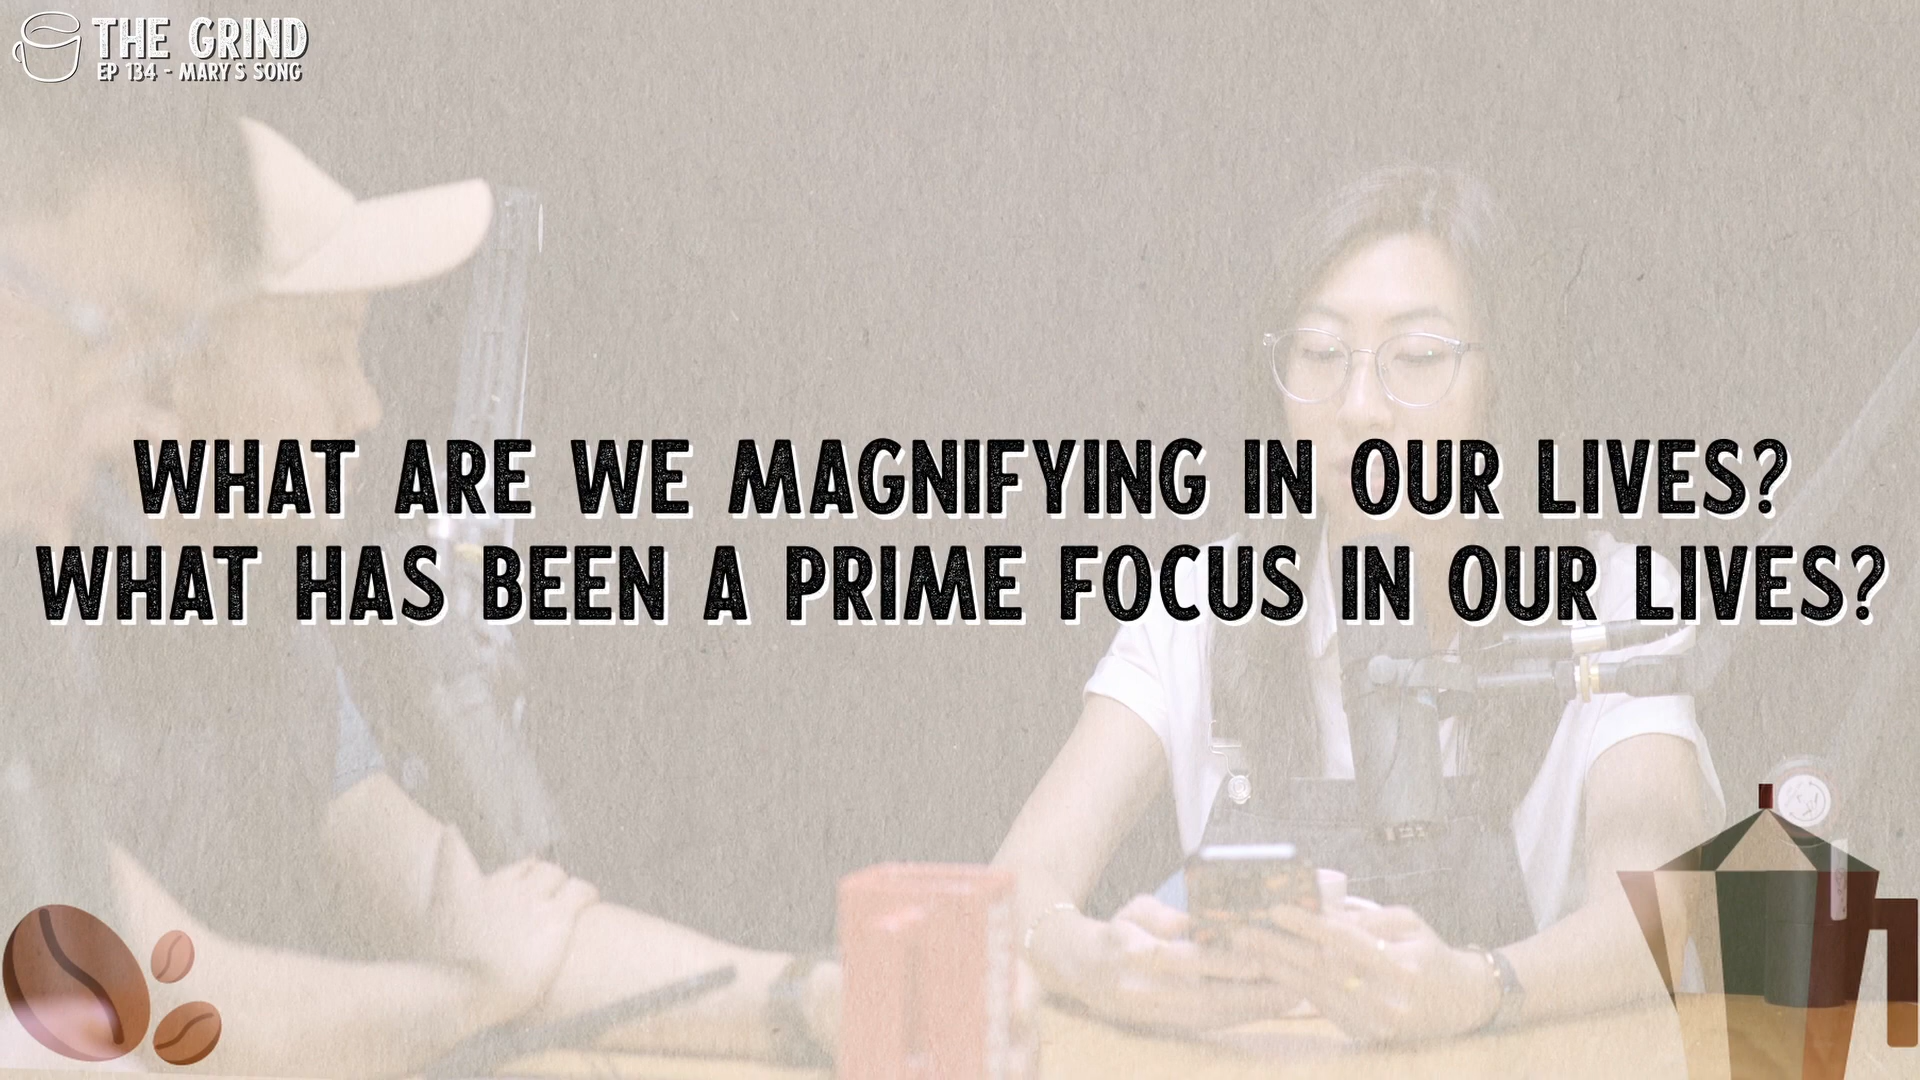 THE GRIND
EP 134 - MARY'S SONG
WHAT ARE WE MAGNIFYING IN OUR LIVES?
WHAT HAS BEEN A PRIME FOCUS IN OUR LIVES?